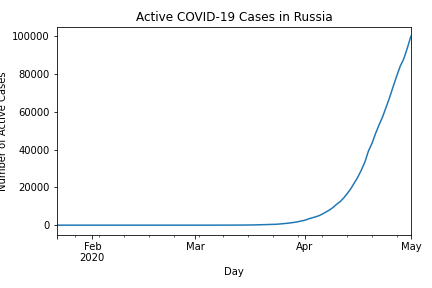 Active COVID-19 Cases in Russia
100000
80000
60000
40000
20000
0
Number of Active Cases
Feb
2020
Mar
Apr
May
Day